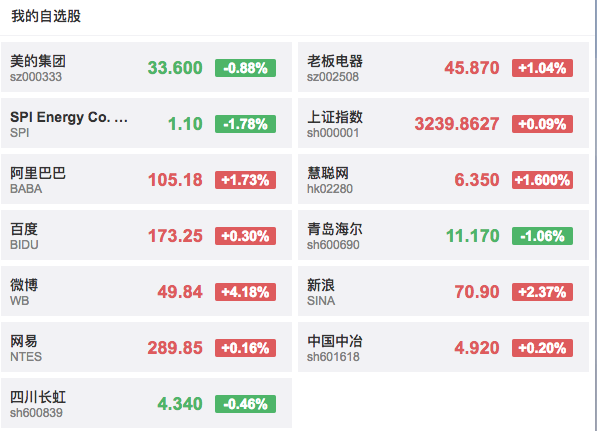 我的自选股
美的集团 33.600 -0.88%
sz000333
老板电器 45.870 +1.04%
sz002508
SPI Energy Co. ... 1.10 -1.78%
SPI
上证指数 3239.8627 +0.09%
sh000001
阿里巴巴 105.18 +1.73%
BABA
慧聪网 6.350 +1.600%
hk02280
百度 173.25 +0.30%
BIDU
青岛海尔 11.170 -1.06%
sh600690
微博 49.84 +4.18%
WB
新浪 70.90 +2.37%
SINA
网易 289.85 +0.16%
NTES
中国中冶 4.920 +0.20%
sh601618
四川长虹 4.340 -0.46%
sh600839